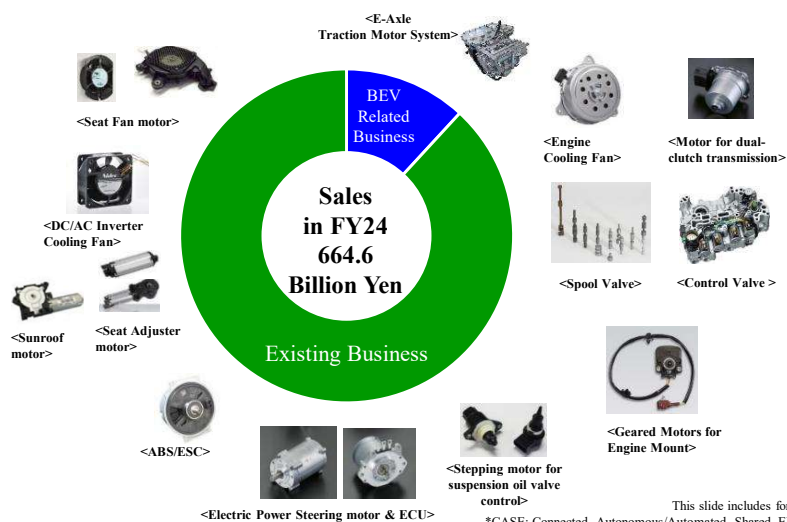 <E-Axle
Traction Motor System>
<Seat Fan motor>
BEV
Related
Business
<Engine
Cooling Fan>
<Motor for dual-
clutch transmission>
<DC/AC Inverter
Cooling Fan>
Sales
in FY24
664.6
Billion Yen
<Spool Valve>
<Control Valve >
<Sunroof
motor>
<Seat Adjuster
motor>
Existing Business
<ABS/ESC>
<Geared Motors for
Engine Mount>
<Stepping motor for
suspension oil valve
control>
<Electric Power Steering motor & ECU>
This slide includes for
*CASE: Connected, Autonomous/Automated, Shared, El